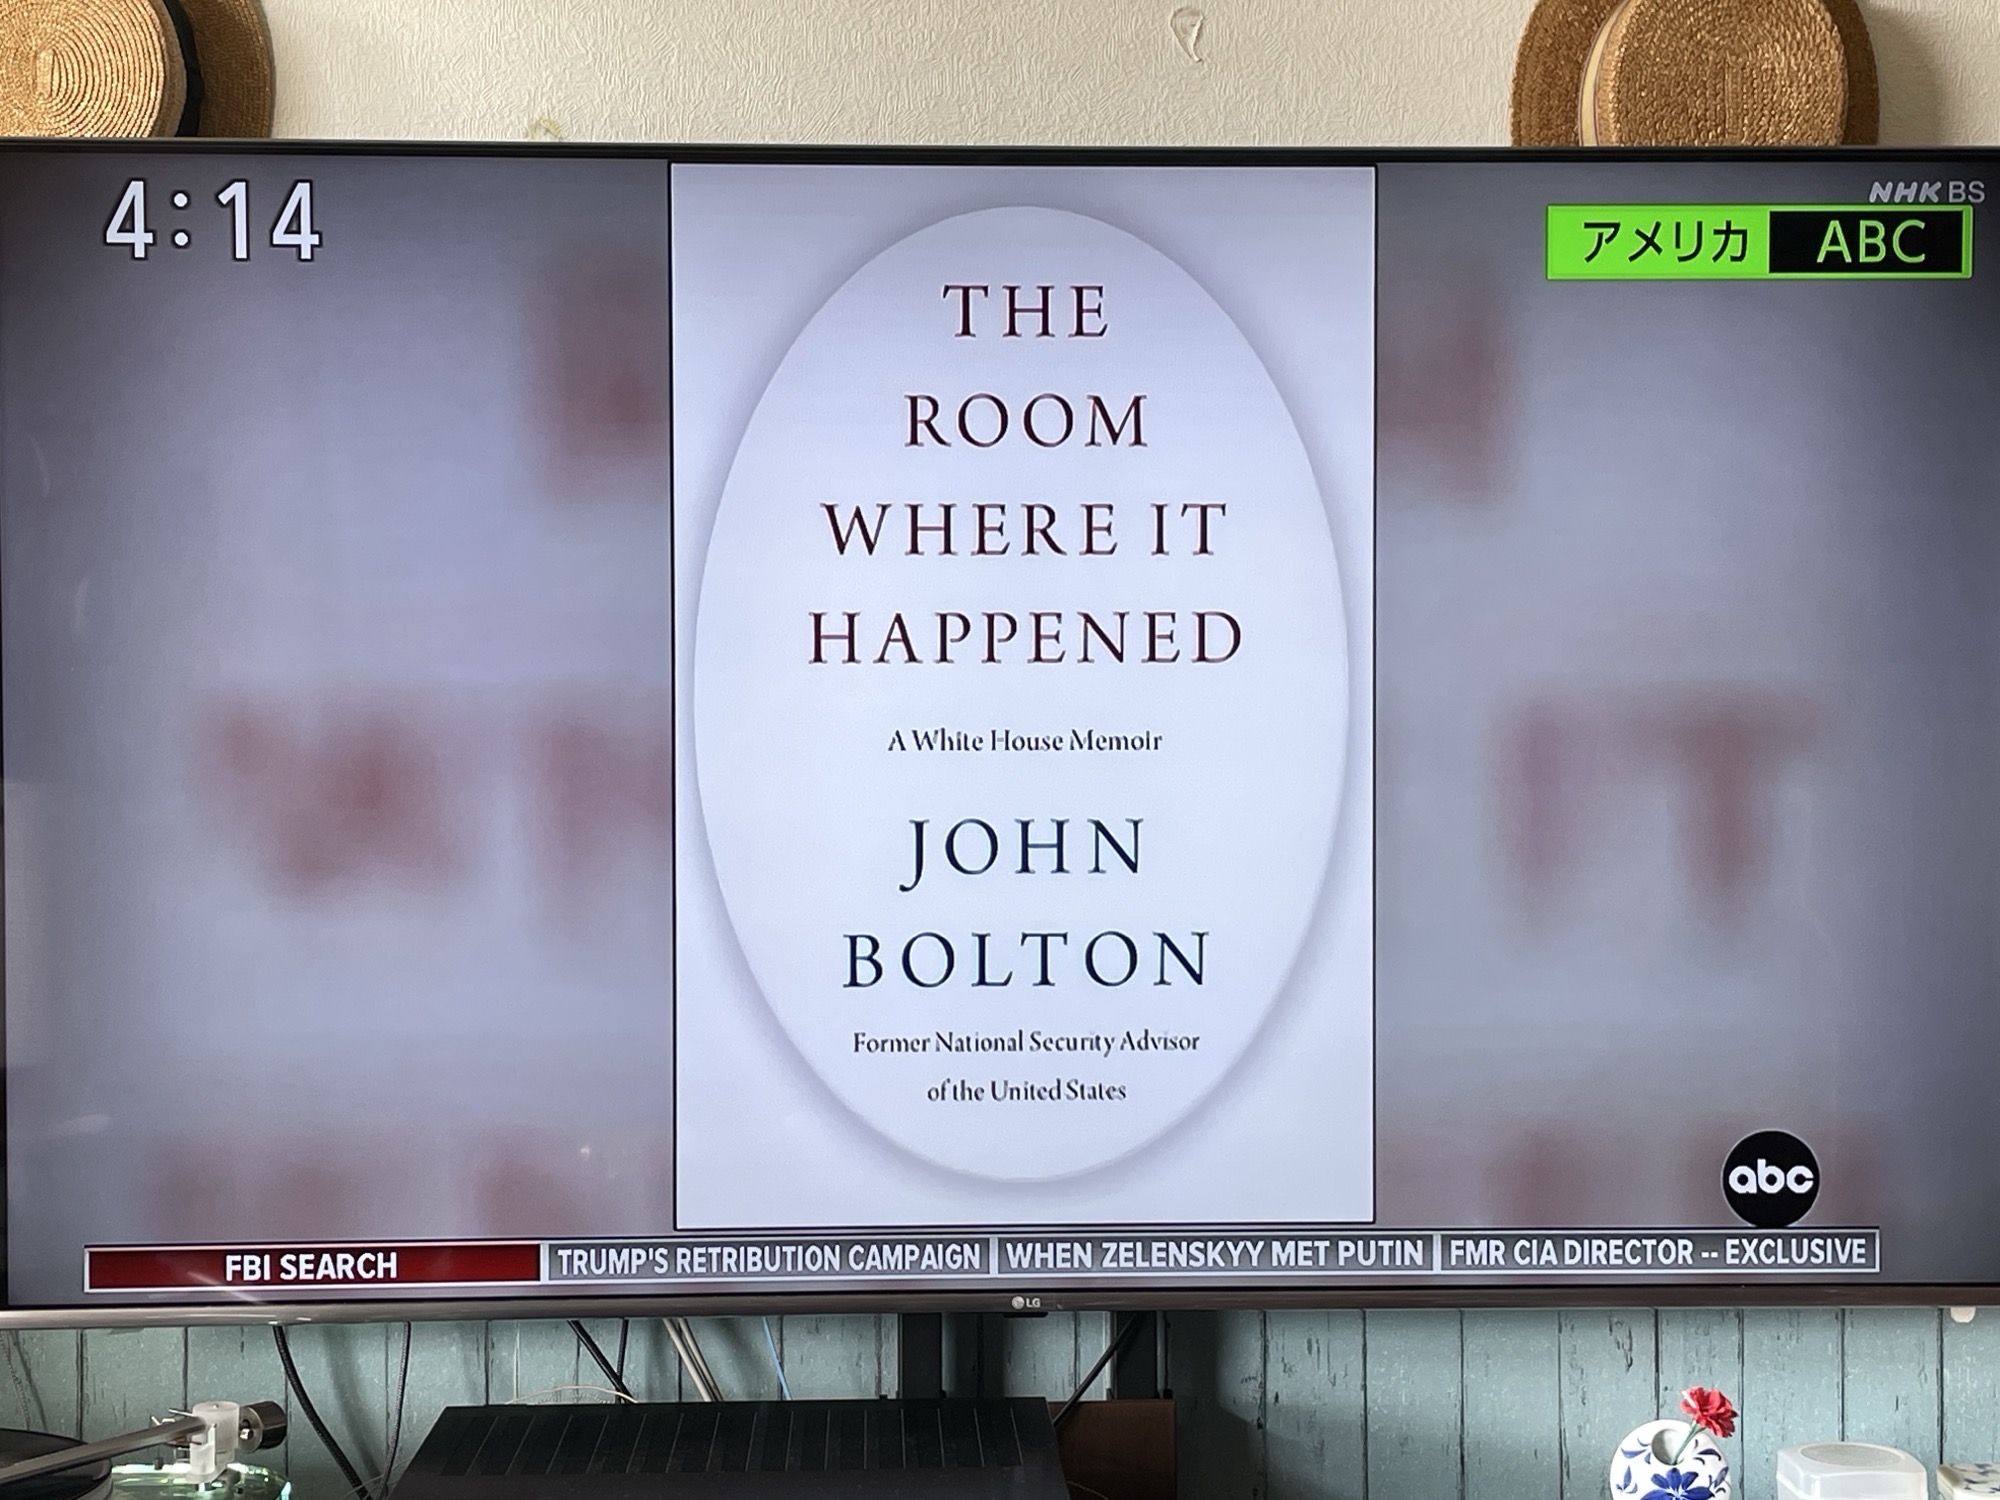 4:14
NHK BS
アメリカ ABC
THE
ROOM
WHERE IT
HAPPENED
A White House Memoir
JOHN
BOLTON
Former National Security Advisor
of the United States
abc
FBI SEARCH TRUMP'S RETRIBUTION CAMPAIGN WHEN ZELENSKYY MET PUTIN FMR CIA DIRECTOR -- EXCLUSIVE
LG